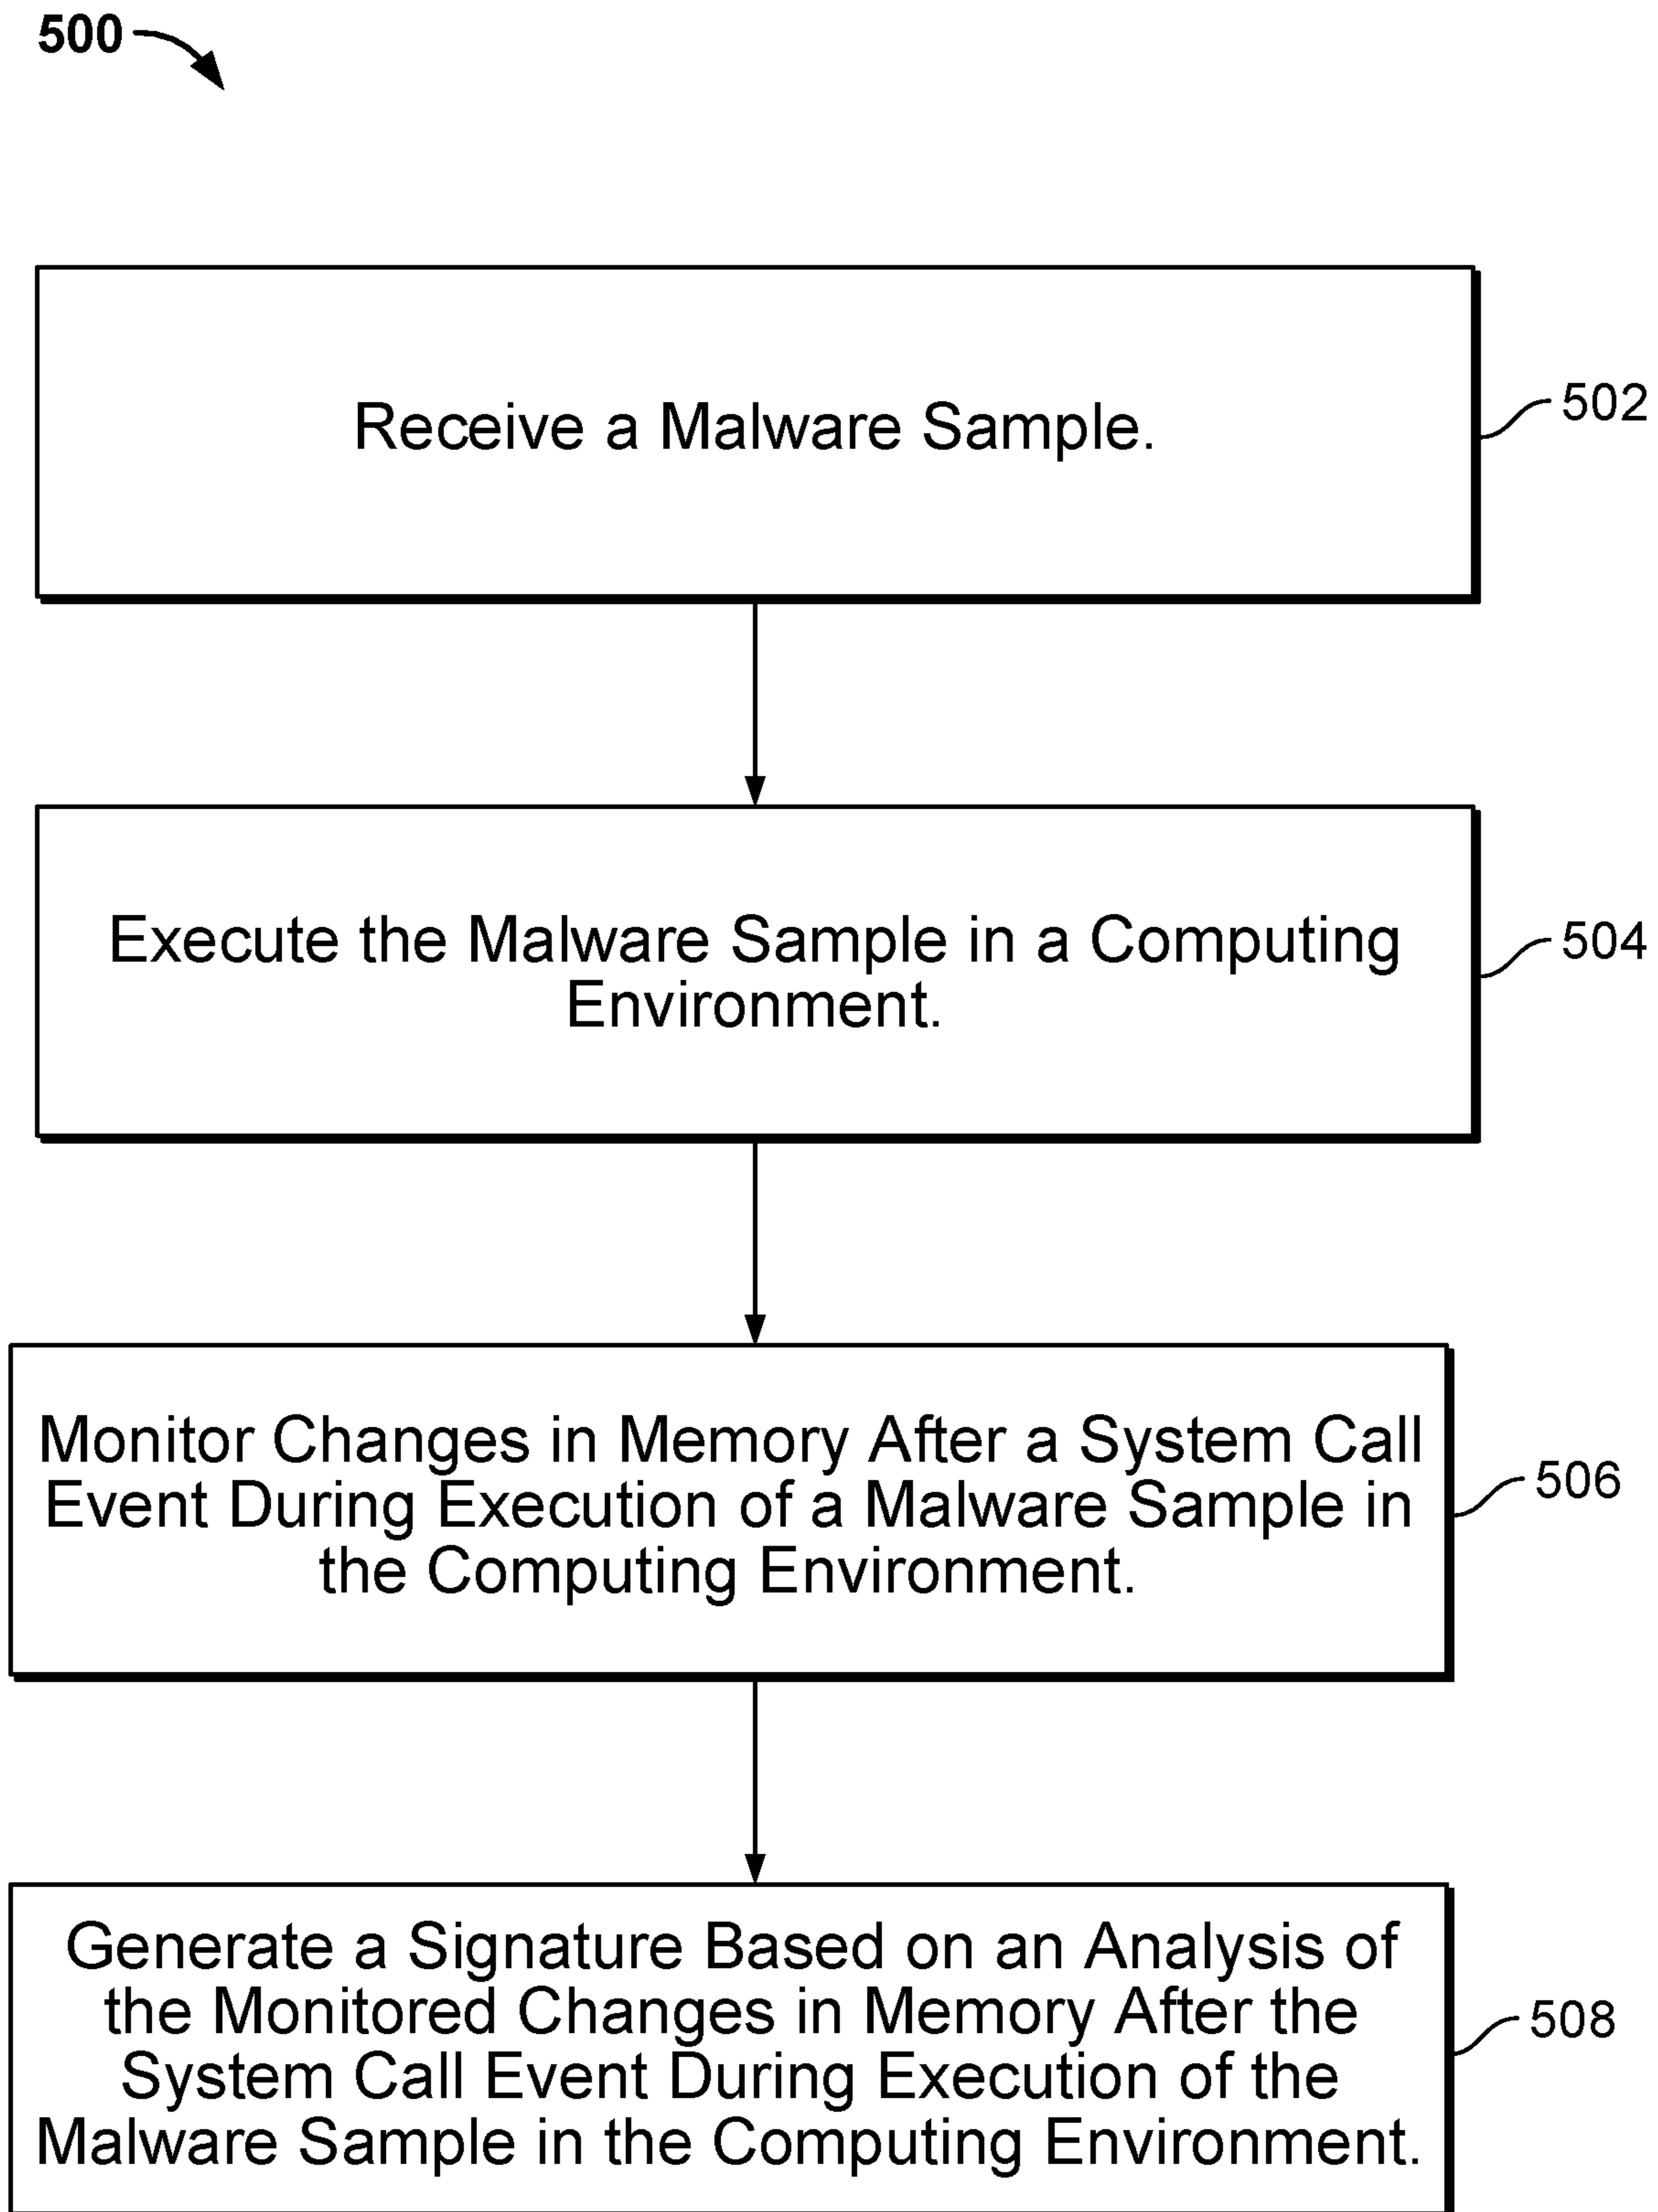 500
Receive a Malware Sample.
502
Execute the Malware Sample in a Computing
Environment.
504
Monitor Changes in Memory After a System Call
Event During Execution of a Malware Sample in
the Computing Environment.
506
Generate a Signature Based on an Analysis of
the Monitored Changes in Memory After the
System Call Event During Execution of the
Malware Sample in the Computing Environment.
508